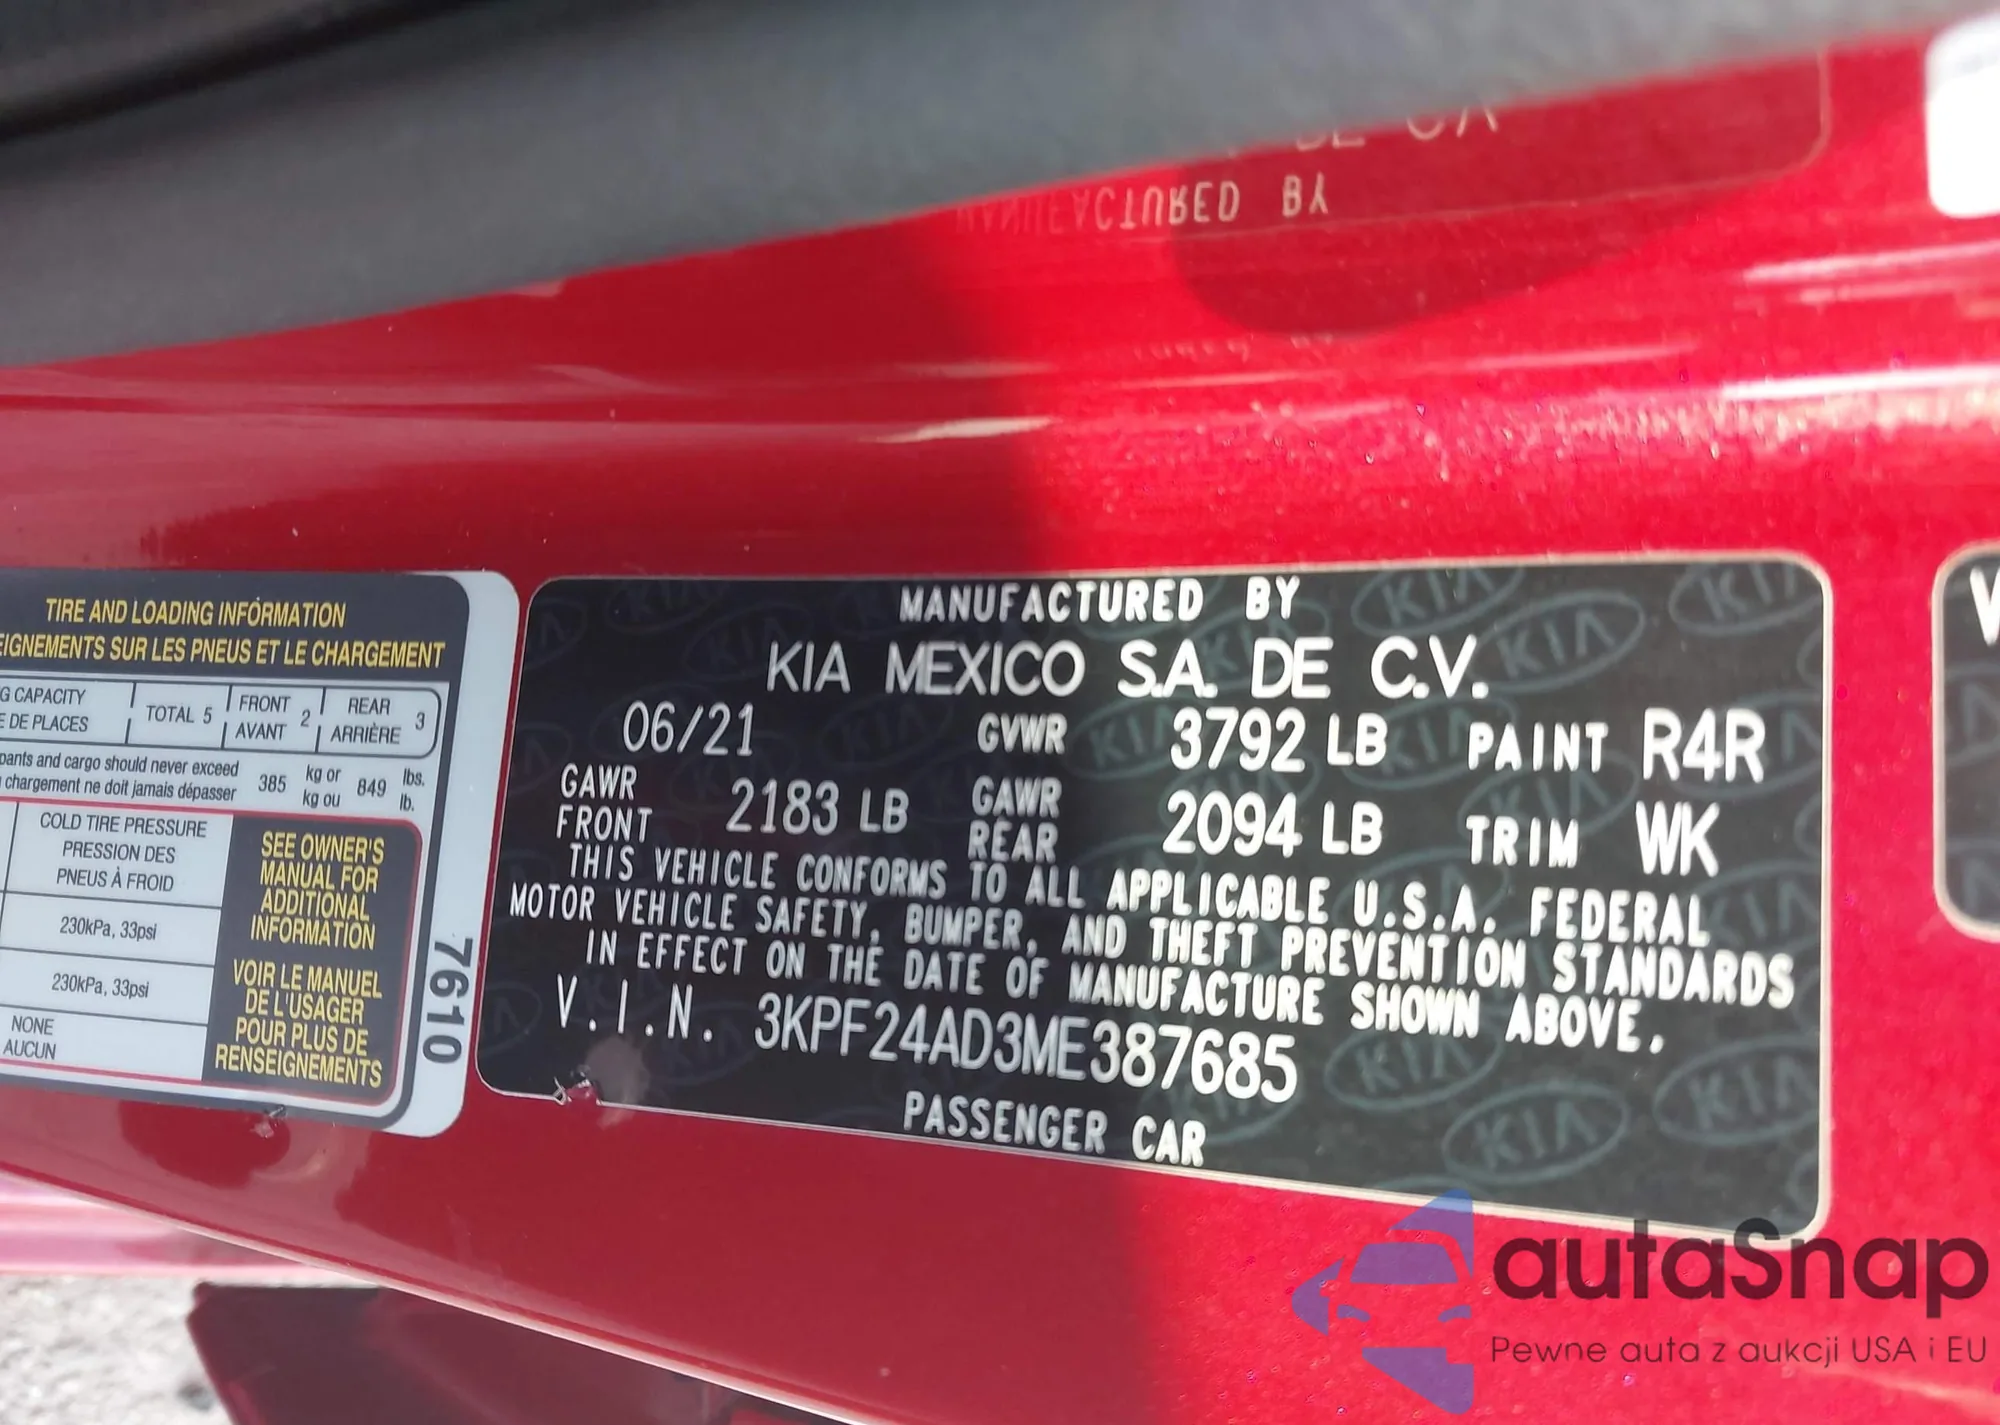 MANUFACTURED BY
TIRE AND LOADING INFORMATION
EIGNEMENTS SUR LES PNEUS ET LE CHARGEMENT
G CAPACITY
E DE PLACES
TOTAL 5
FRONT
AVANT
2
REAR
ARRIÈRE
3
pants and cargo should never exceed
chargement ne doit jamais dépasser
385
kg or
kg ou
849
lbs.
lb.
COLD TIRE PRESSURE
PRESSION DES
PNEUS À FROID
230kPa, 33psi
230kPa, 33psi
NONE
AUCUN
SEE OWNER'S
MANUAL FOR
ADDITIONAL
INFORMATION
VOIR LE MANUEL
DE L'USAGER
POUR PLUS DE
RENSEIGNEMENTS
7610
MANUFACTURED BY
KIA MEXICO S.A. DE C.V.
06/21 GVWR 3792 LB PAINT R4R
GAWR FRONT 2183 LB GAWR REAR 2094 LB TRIM WK
THIS VEHICLE CONFORMS TO ALL APPLICABLE U.S.A. FEDERAL
MOTOR VEHICLE SAFETY, BUMPER, AND THEFT PREVENTION STANDARDS
IN EFFECT ON THE DATE OF MANUFACTURE SHOWN ABOVE.
V.I.N. 3KPF24AD3ME387685
PASSENGER CAR
autaSnap
Pewne auta z aukcji USA i EU